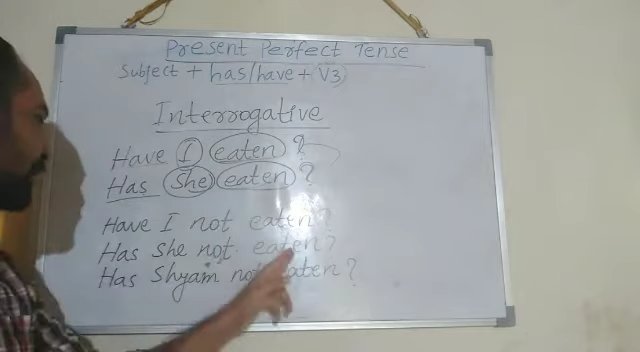 Present Perfect Tense
Subject + has/have + V3
Interrogative
Have I eaten ?
Has She eaten ?
Have I not eaten ?
Has She not eaten ?
Has Shyam not eaten ?